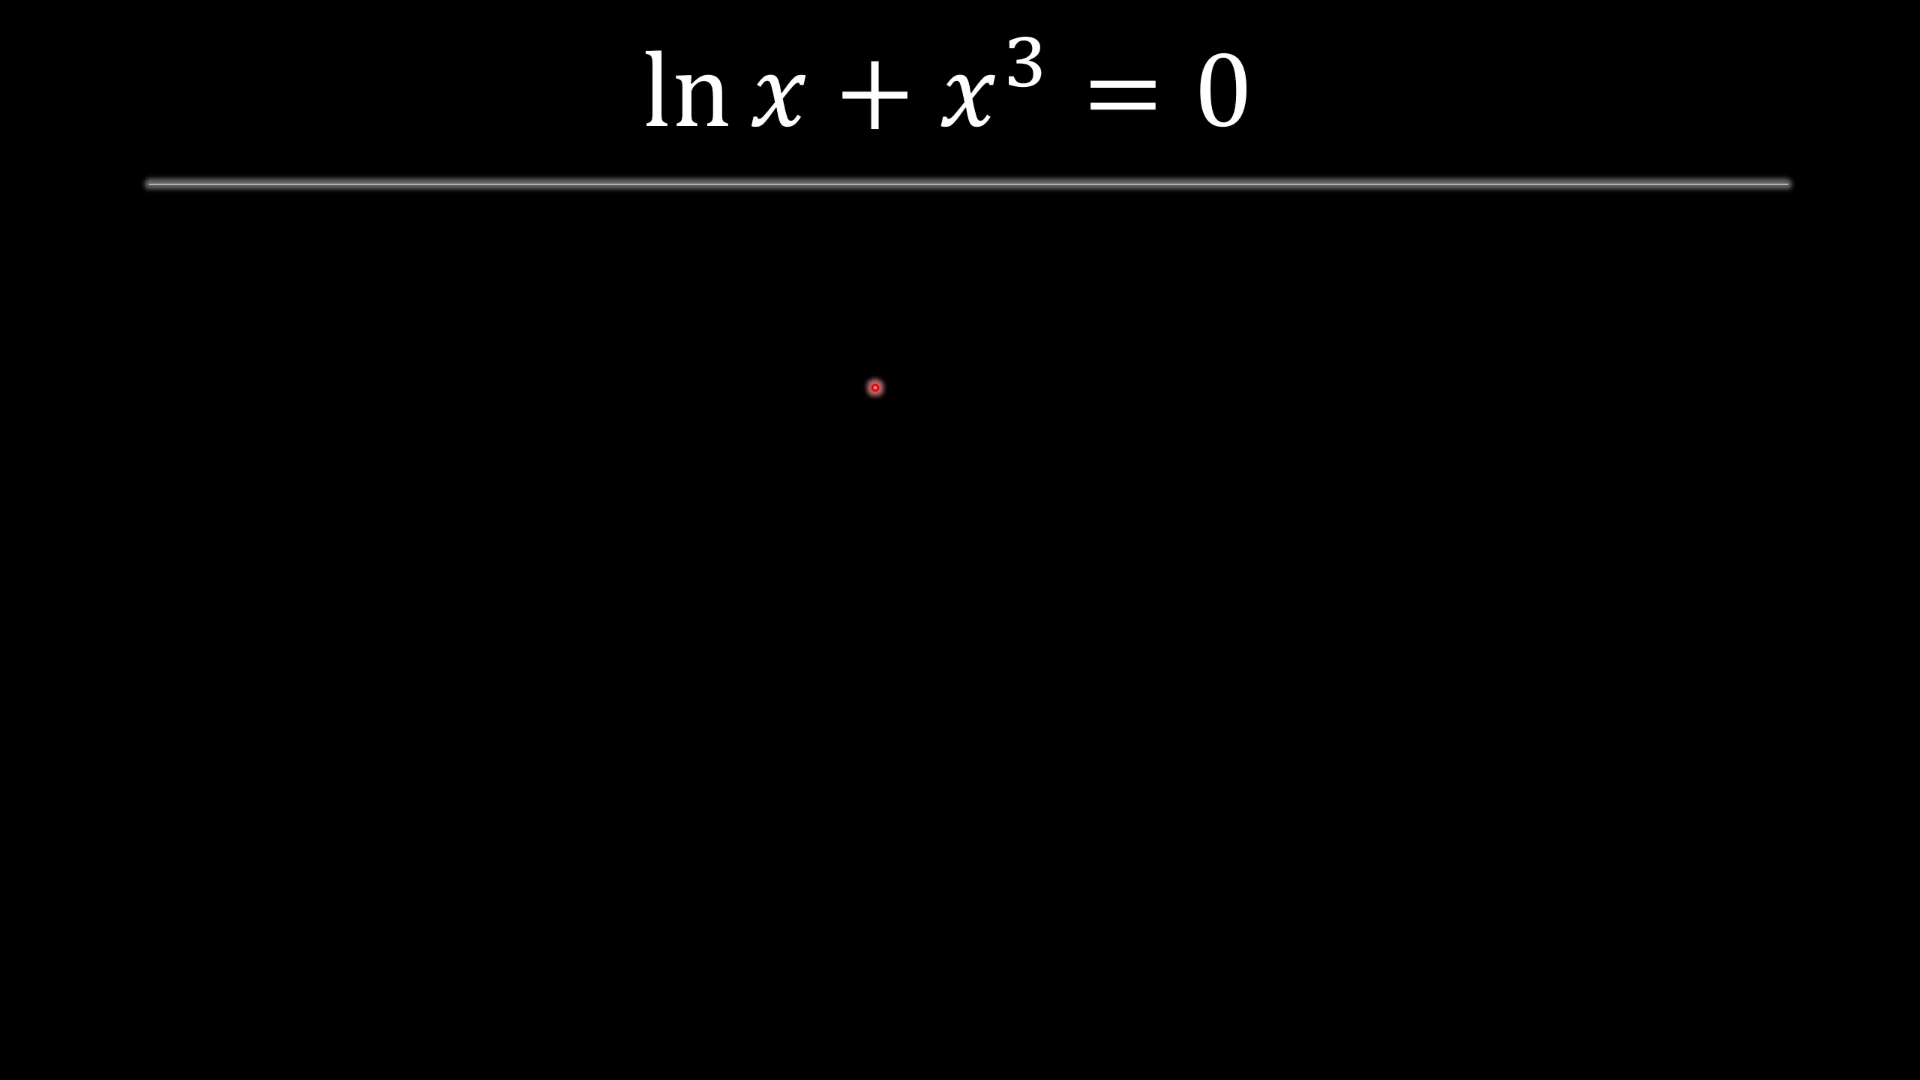 ln x + x³ = 0